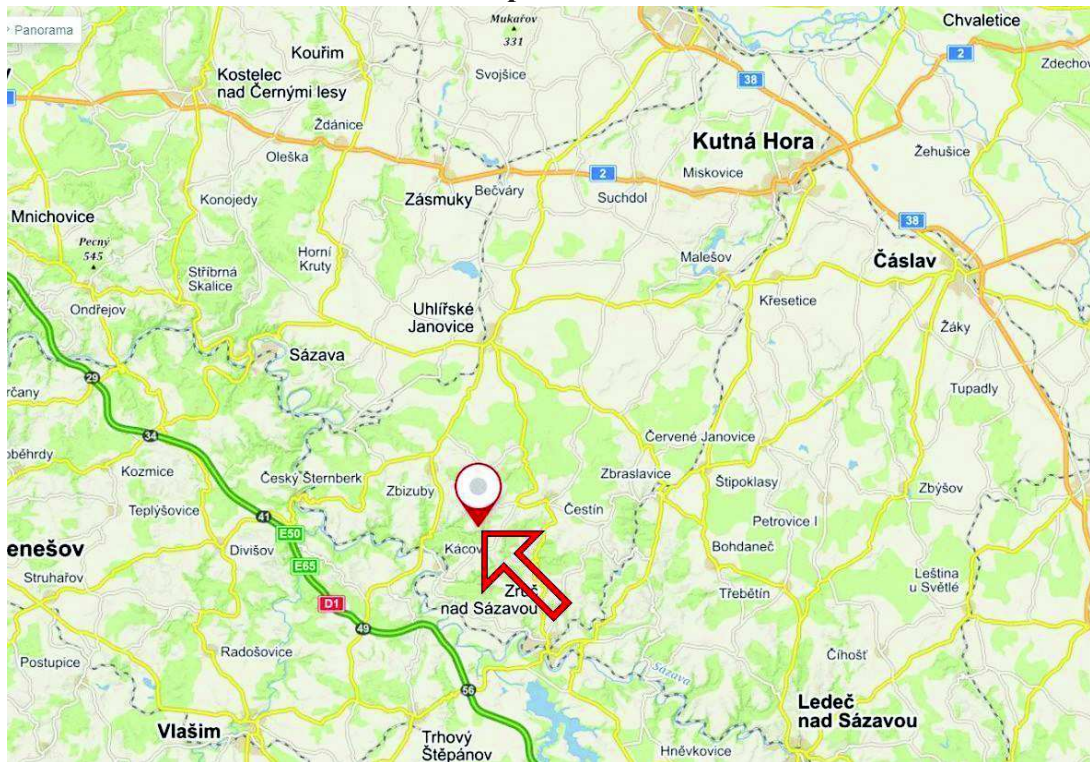 Panorama
Mukařov
331
Chvaletice
Kouřim
2
Zdechov
Kostelec
nad Černými lesy
Svojšice
38
Ždánice
Kutná Hora
Oleška
Žehušice
2
Miskovice
Bečváry
Zásmuky
Suchdol
Konojedy
Mnichovice
38
Pecný
545
Horní
Kruty
Malešov
Čáslav
Stříbrná
Skalice
Křesetice
Ondřejov
Uhlířské
Janovice
Žáky
Sázava
29
Tupadly
34
Červené Janovice
Kozmice
Český Šternberk
Zbizuby
Zbraslavice
Štipoklasy
Zbýšov
Teplýšovice
41
Čestín
E50
Petrovice I
Divišov
Kácov
Bohdaneč
Struhařov
E65
Leština
u Světlé
D1
nad Sázavou
Třebětín
49
Radošovice
Číhošť
Postupice
Sázava
56
Ledeč
nad Sázavou
Vlašim
Trhový
Štěpánov
Hněvkovice